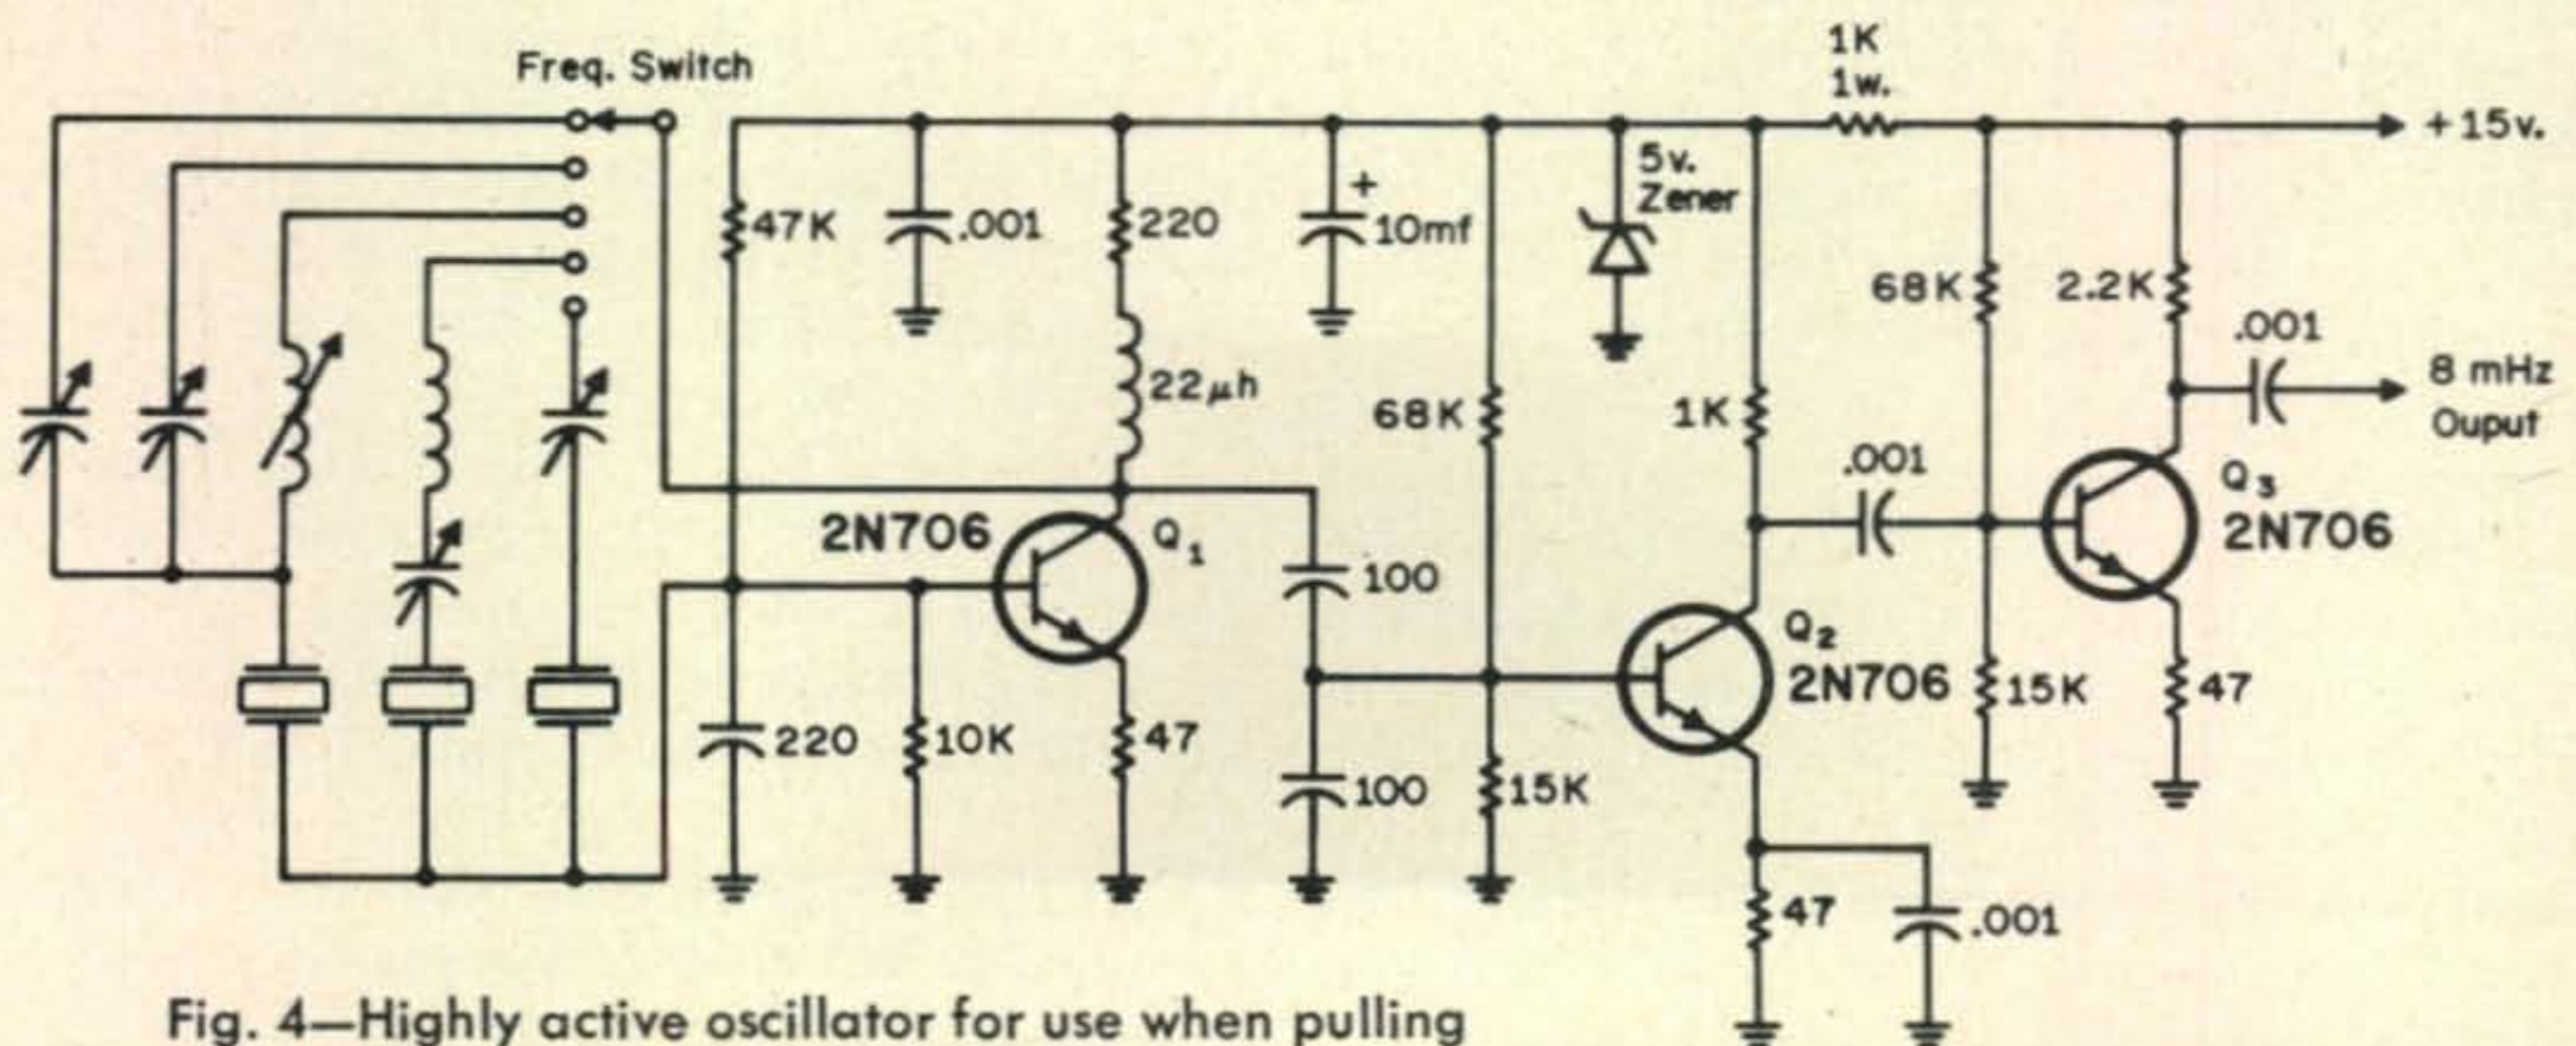 Freq. Switch
1K
1w.
+15v.
47K
.001
220
+
10mf
5v.
Zener
68K
2.2K
.001
22µh
8 mHz
Ouput
68K
1K
.001
2N706
Q1
Q3
2N706
100
Q2
2N706
15K
47
220
10K
47
100
15K
47
.001
Fig. 4—Highly active oscillator for use when pulling